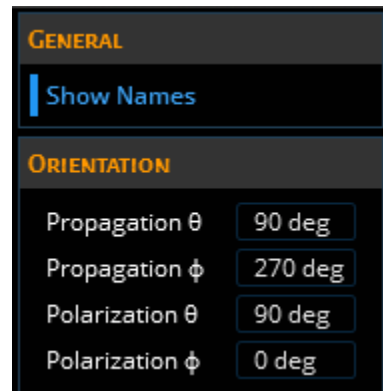 General
Show Names
Orientation
Propagation θ 90 deg
Propagation ϕ 270 deg
Polarization θ 90 deg
Polarization ϕ 0 deg